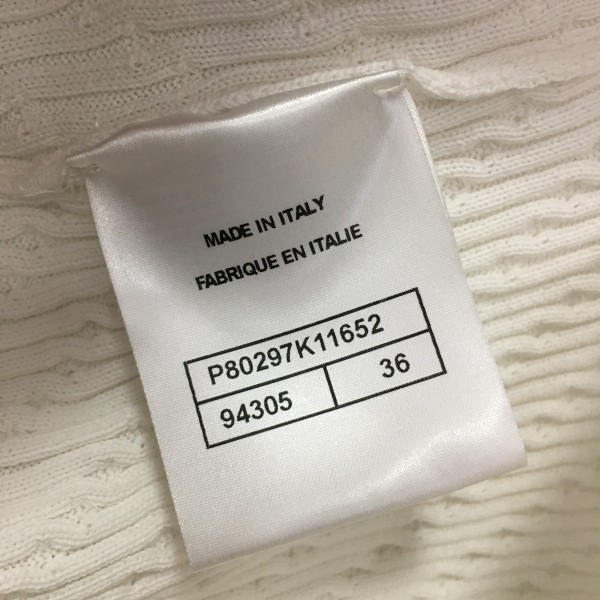 MADE IN ITALY
FABRIQUE EN ITALIE
P80297K11652
94305 36